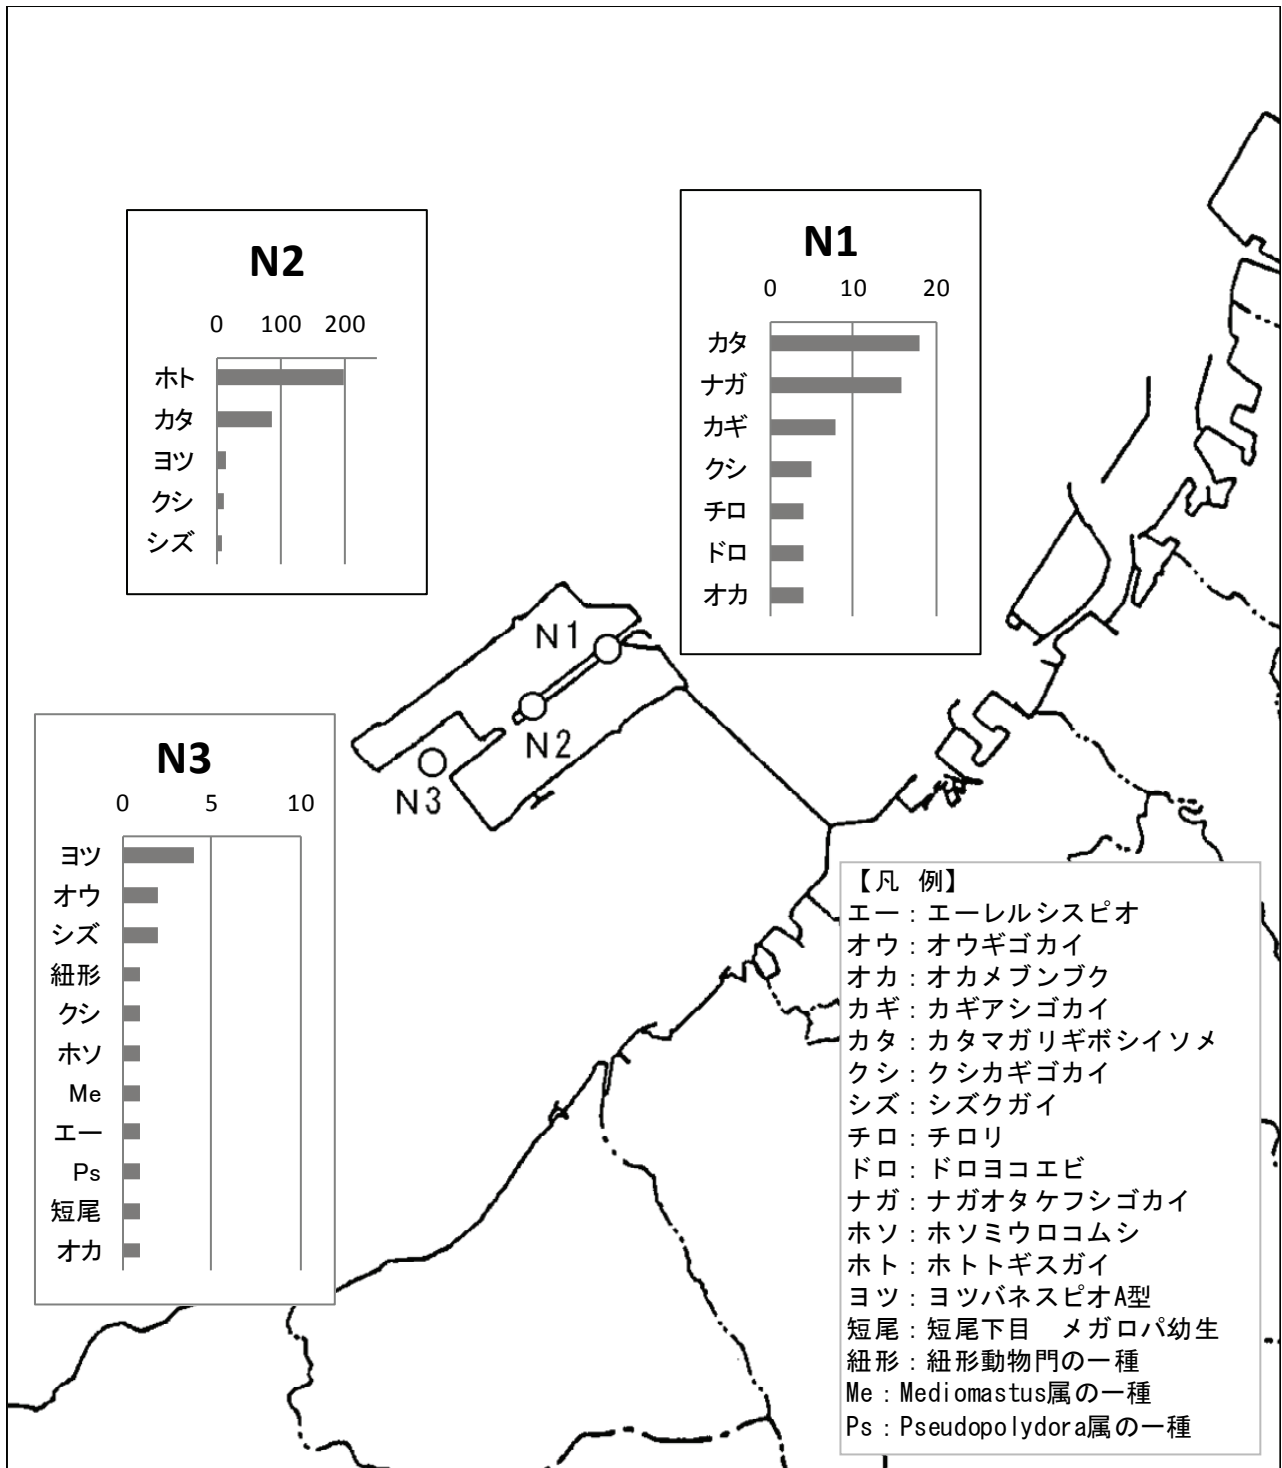 N2
0 100 200
ホト
カタ
ヨツ
クシ
シズ
N1
0 10 20
カタ
ナガ
カギ
クシ
チロ
ドロ
オカ
N1
N2
N3
N3
0 5 10
ヨツ
オウ
シズ
紐形
クシ
ホソ
Me
エー
Ps
短尾
オカ
【凡 例】
エー：エーレルシスピオ
オウ：オウギゴカイ
オカ：オカメブンブク
カギ：カギアシゴカイ
カタ：カタマガリギボシイソメ
クシ：クシカギゴカイ
シズ：シズクガイ
チロ：チロリ
ドロ：ドロヨコエビ
ナガ：ナガオタケフシゴカイ
ホソ：ホソミウロコムシ
ホト：ホトトギスガイ
ヨツ：ヨツバネスピオA型
短尾：短尾下目　メガロパ幼生
紐形：紐形動物門の一種
Me：Mediomastus属の一種
Ps：Pseudopolydora属の一種